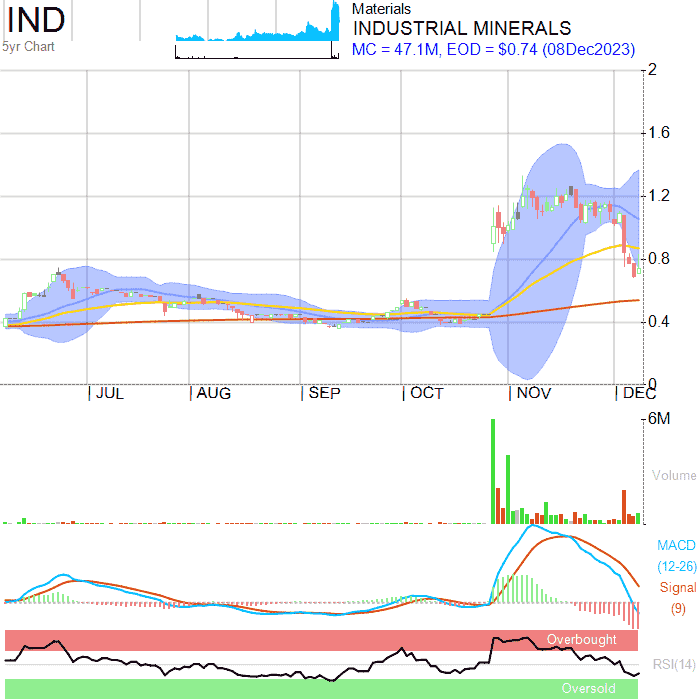 IND
5yr Chart
Materials
INDUSTRIAL MINERALS
MC = 47.1M, EOD = $0.74 (08Dec2023)
2
1.6
1.2
0.8
0.4
0
JUL AUG SEP OCT NOV DEC
6M
Volume
MACD
(12-26)
Signal
(9)
Overbought
RSI(14)
Oversold